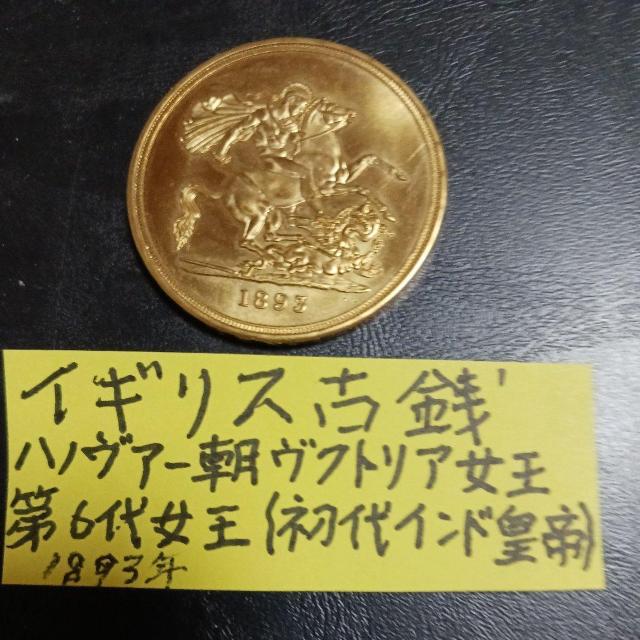 1893
イギリス古銭
ハノヴァー朝ヴクトリア女王
第6代女王(初代インド皇帝)
1893年